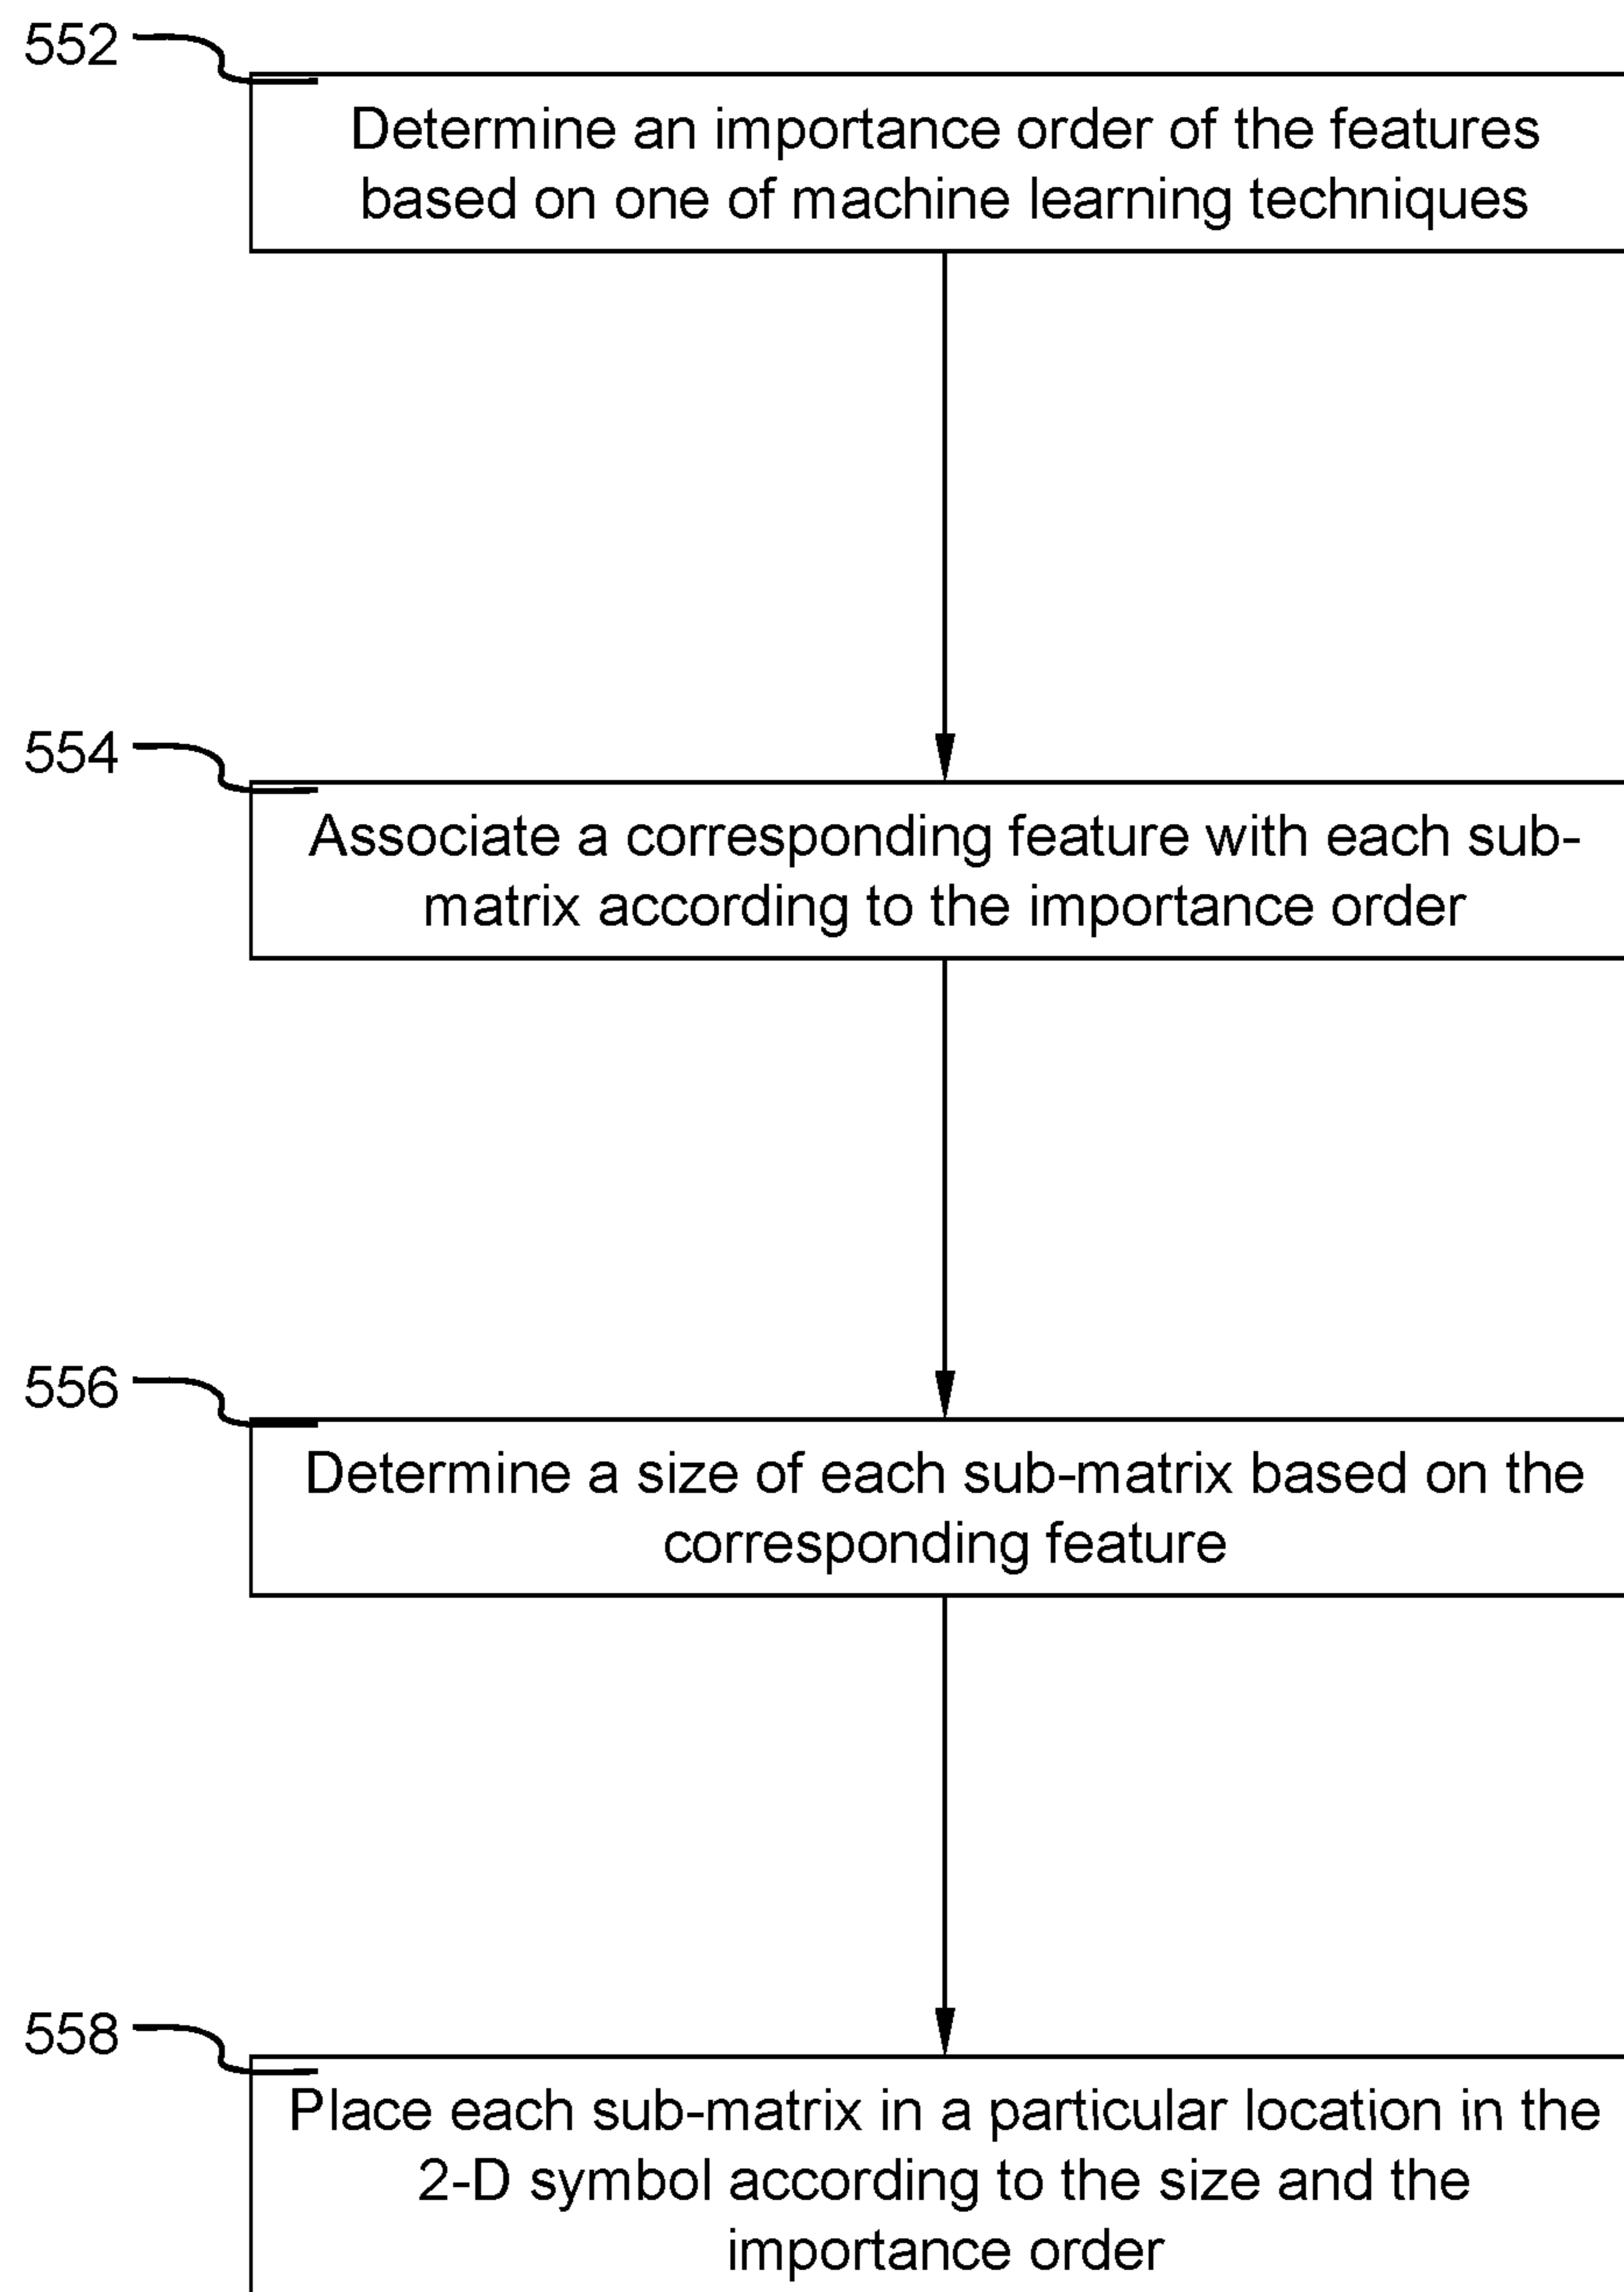 552
Determine an importance order of the features
based on one of machine learning techniques
554
Associate a corresponding feature with each sub-
matrix according to the importance order
556
Determine a size of each sub-matrix based on the
corresponding feature
558
Place each sub-matrix in a particular location in the
2-D symbol according to the size and the
importance order